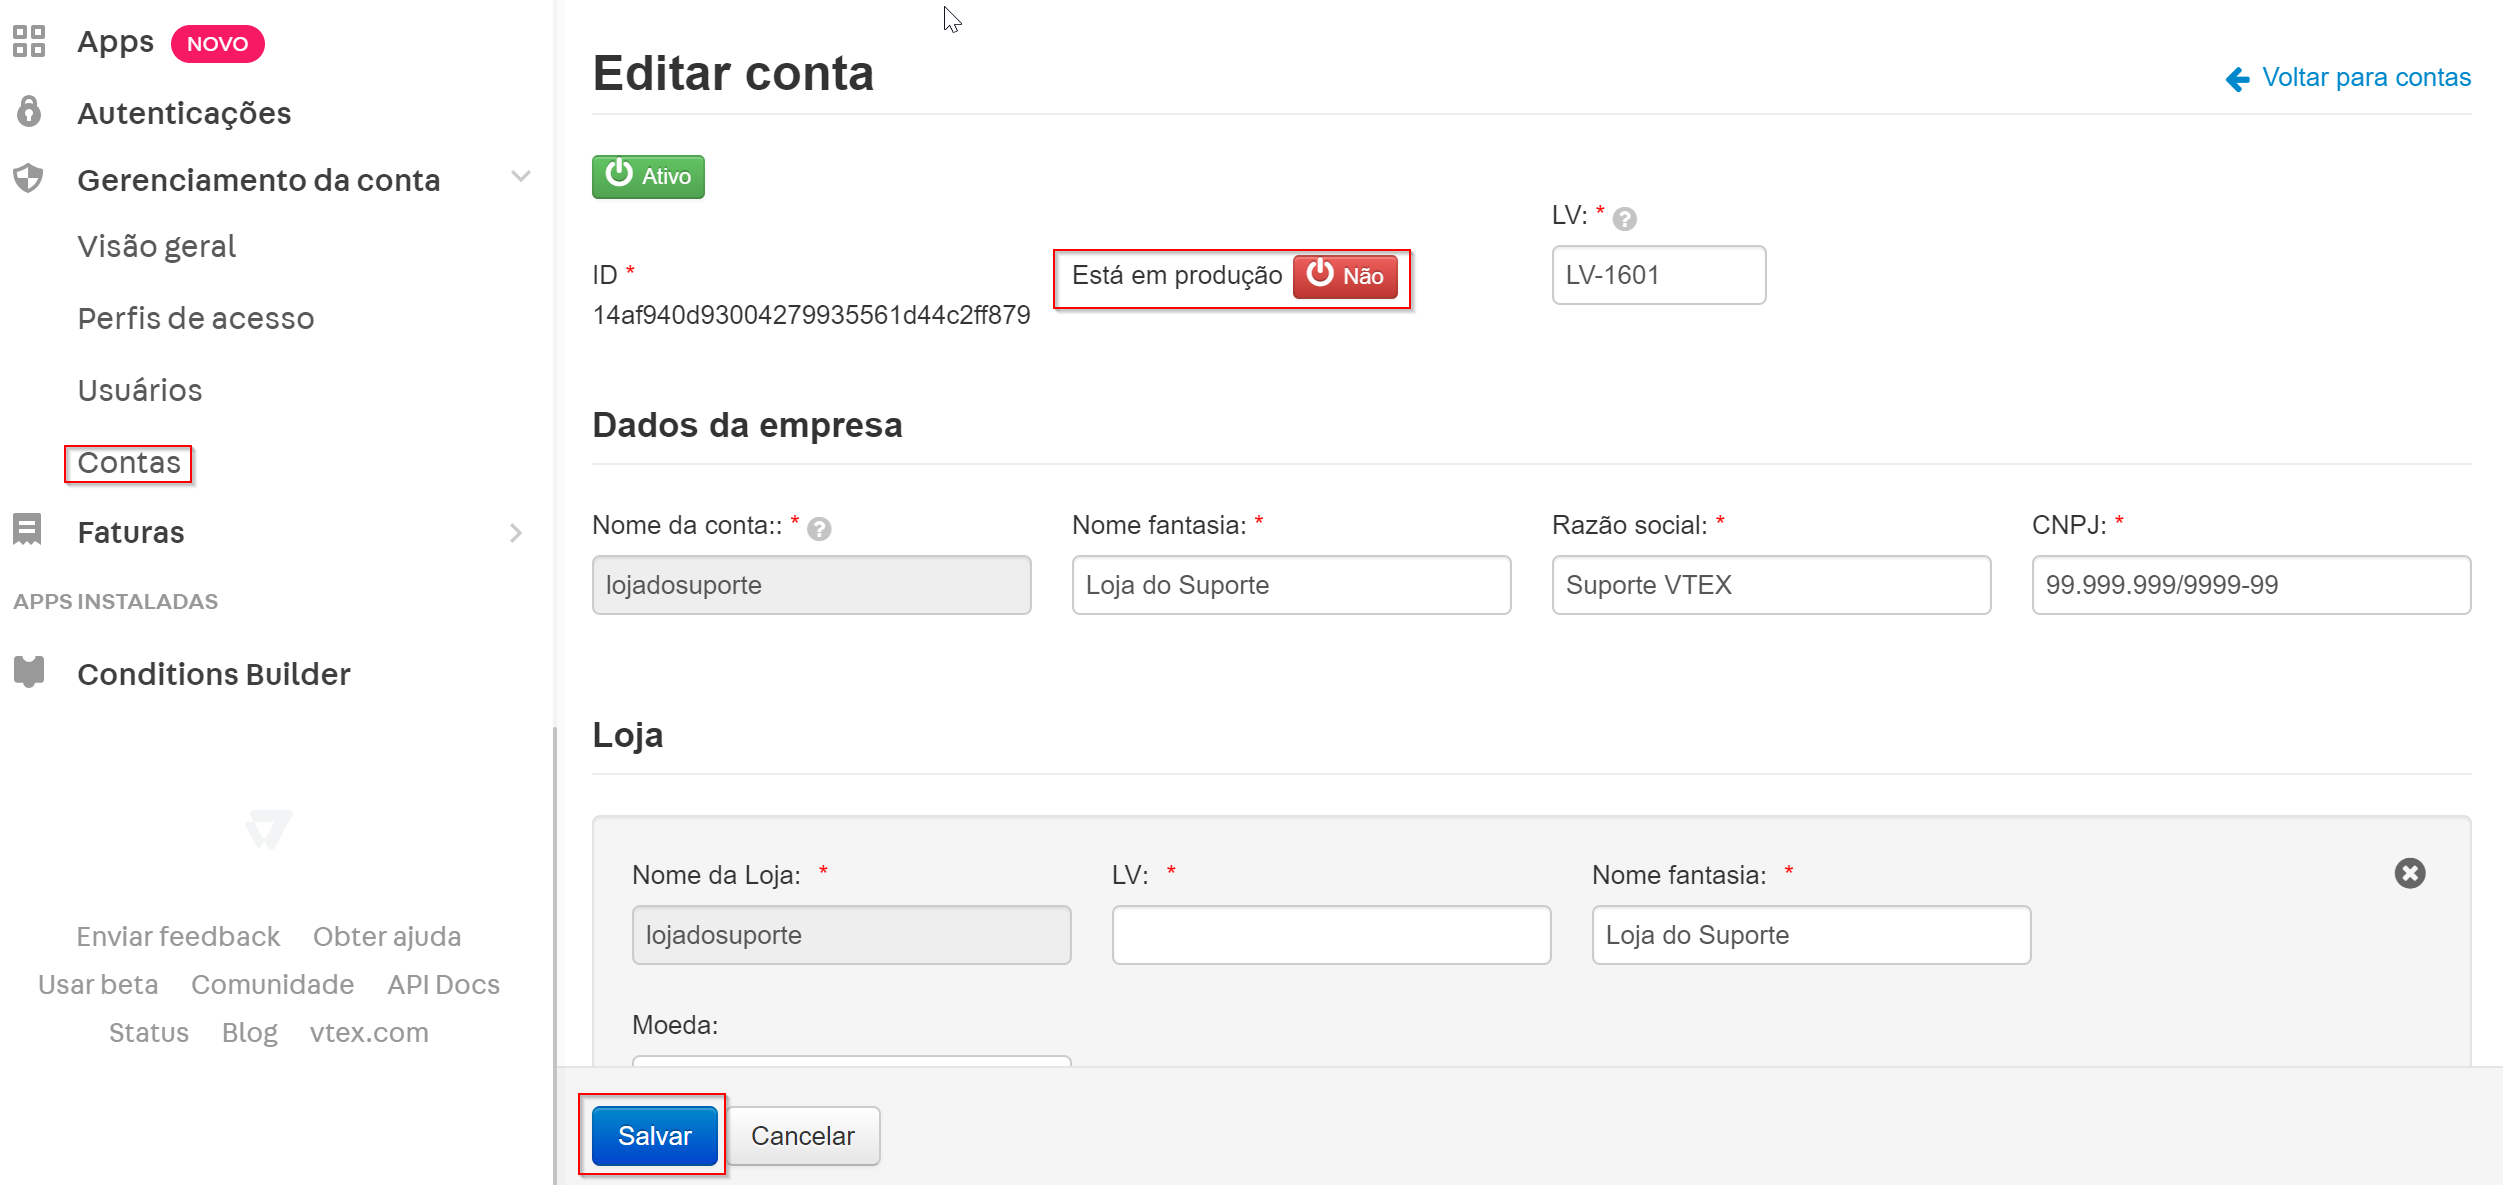 Apps NOVO
Autenticações
Gerenciamento da conta
Visão geral
Perfis de acesso
Usuários
Contas
Faturas
APPS INSTALADAS
Conditions Builder
Enviar feedback Obter ajuda
Usar beta Comunidade API Docs
Status Blog vtex.com
Editar conta
Voltar para contas
Ativo
ID *
14af940d93004279935561d44c2ff879
Está em produção Não
LV: * ?
LV-1601
Dados da empresa
Nome da conta:: * ? Nome fantasia: * Razão social: * CNPJ: *
lojadosuporte Loja do Suporte Suporte VTEX 99.999.999/9999-99
Loja
Nome da Loja: * LV: * Nome fantasia: *
lojadosuporte Loja do Suporte
Moeda:
Salvar Cancelar